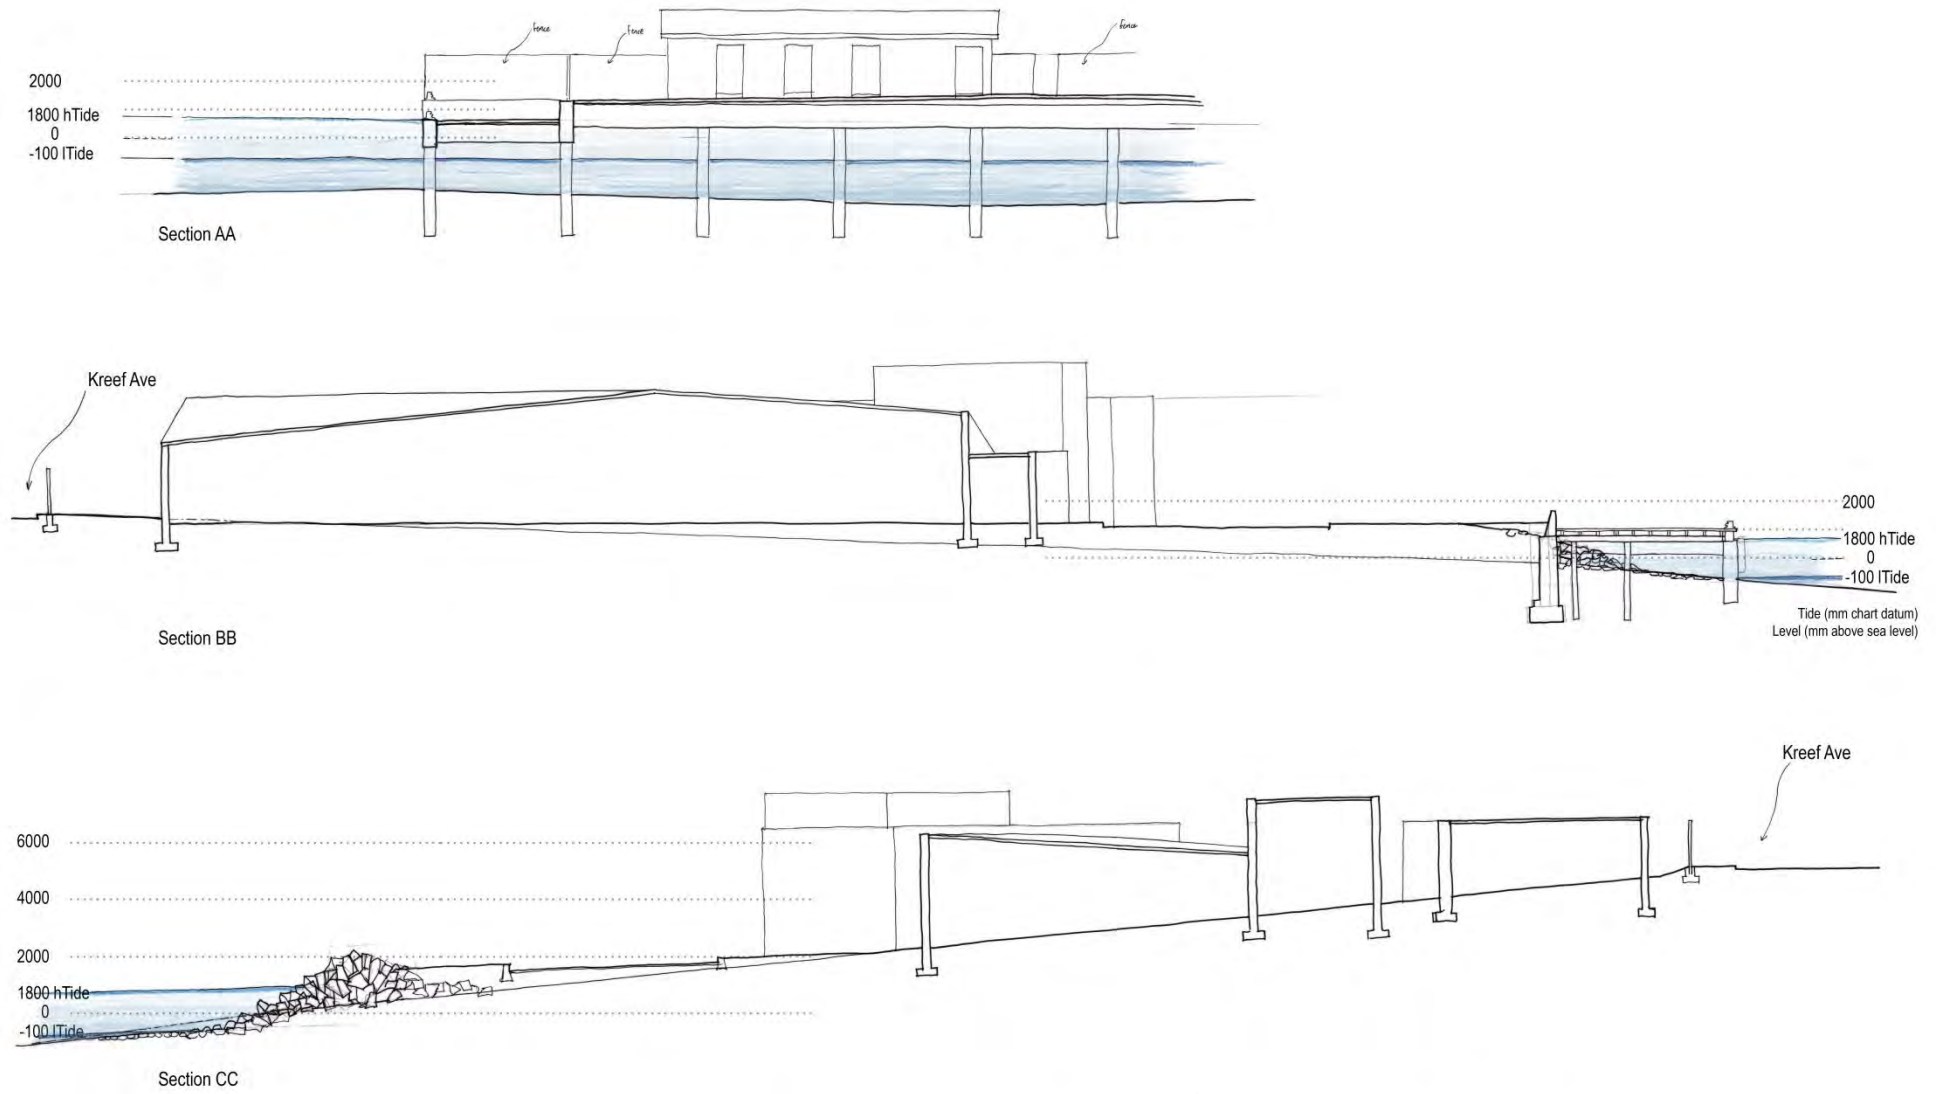 fence
fence
fence
2000
1800 hTide
0
-100 lTide
Section AA
Kreef Ave
2000
1800 hTide
0
-100 lTide
Tide (mm chart datum)
Level (mm above sea level)
Section BB
Kreef Ave
6000
4000
2000
1800 hTide
0
-100 lTide
Section CC